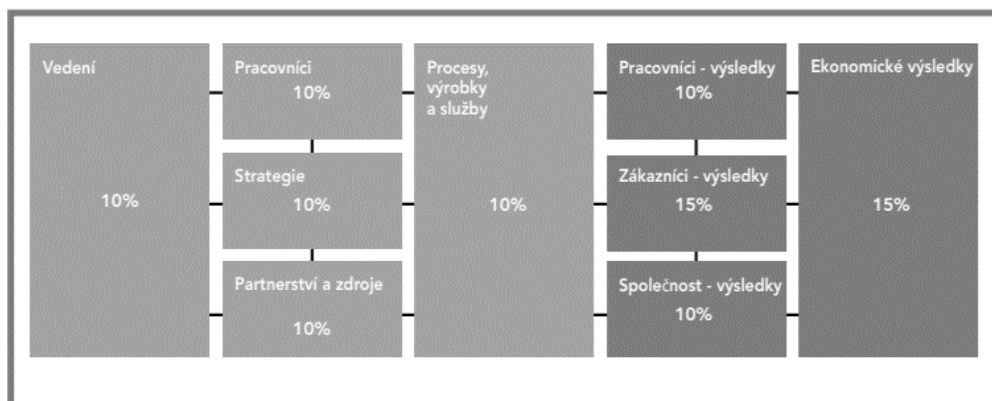 Vedení
10%
Pracovníci
10%
Strategie
10%
Partnerství a zdroje
10%
Procesy,
výrobky
a služby
10%
Pracovníci - výsledky
10%
Zákazníci - výsledky
15%
Společnost - výsledky
10%
Ekonomické výsledky
15%